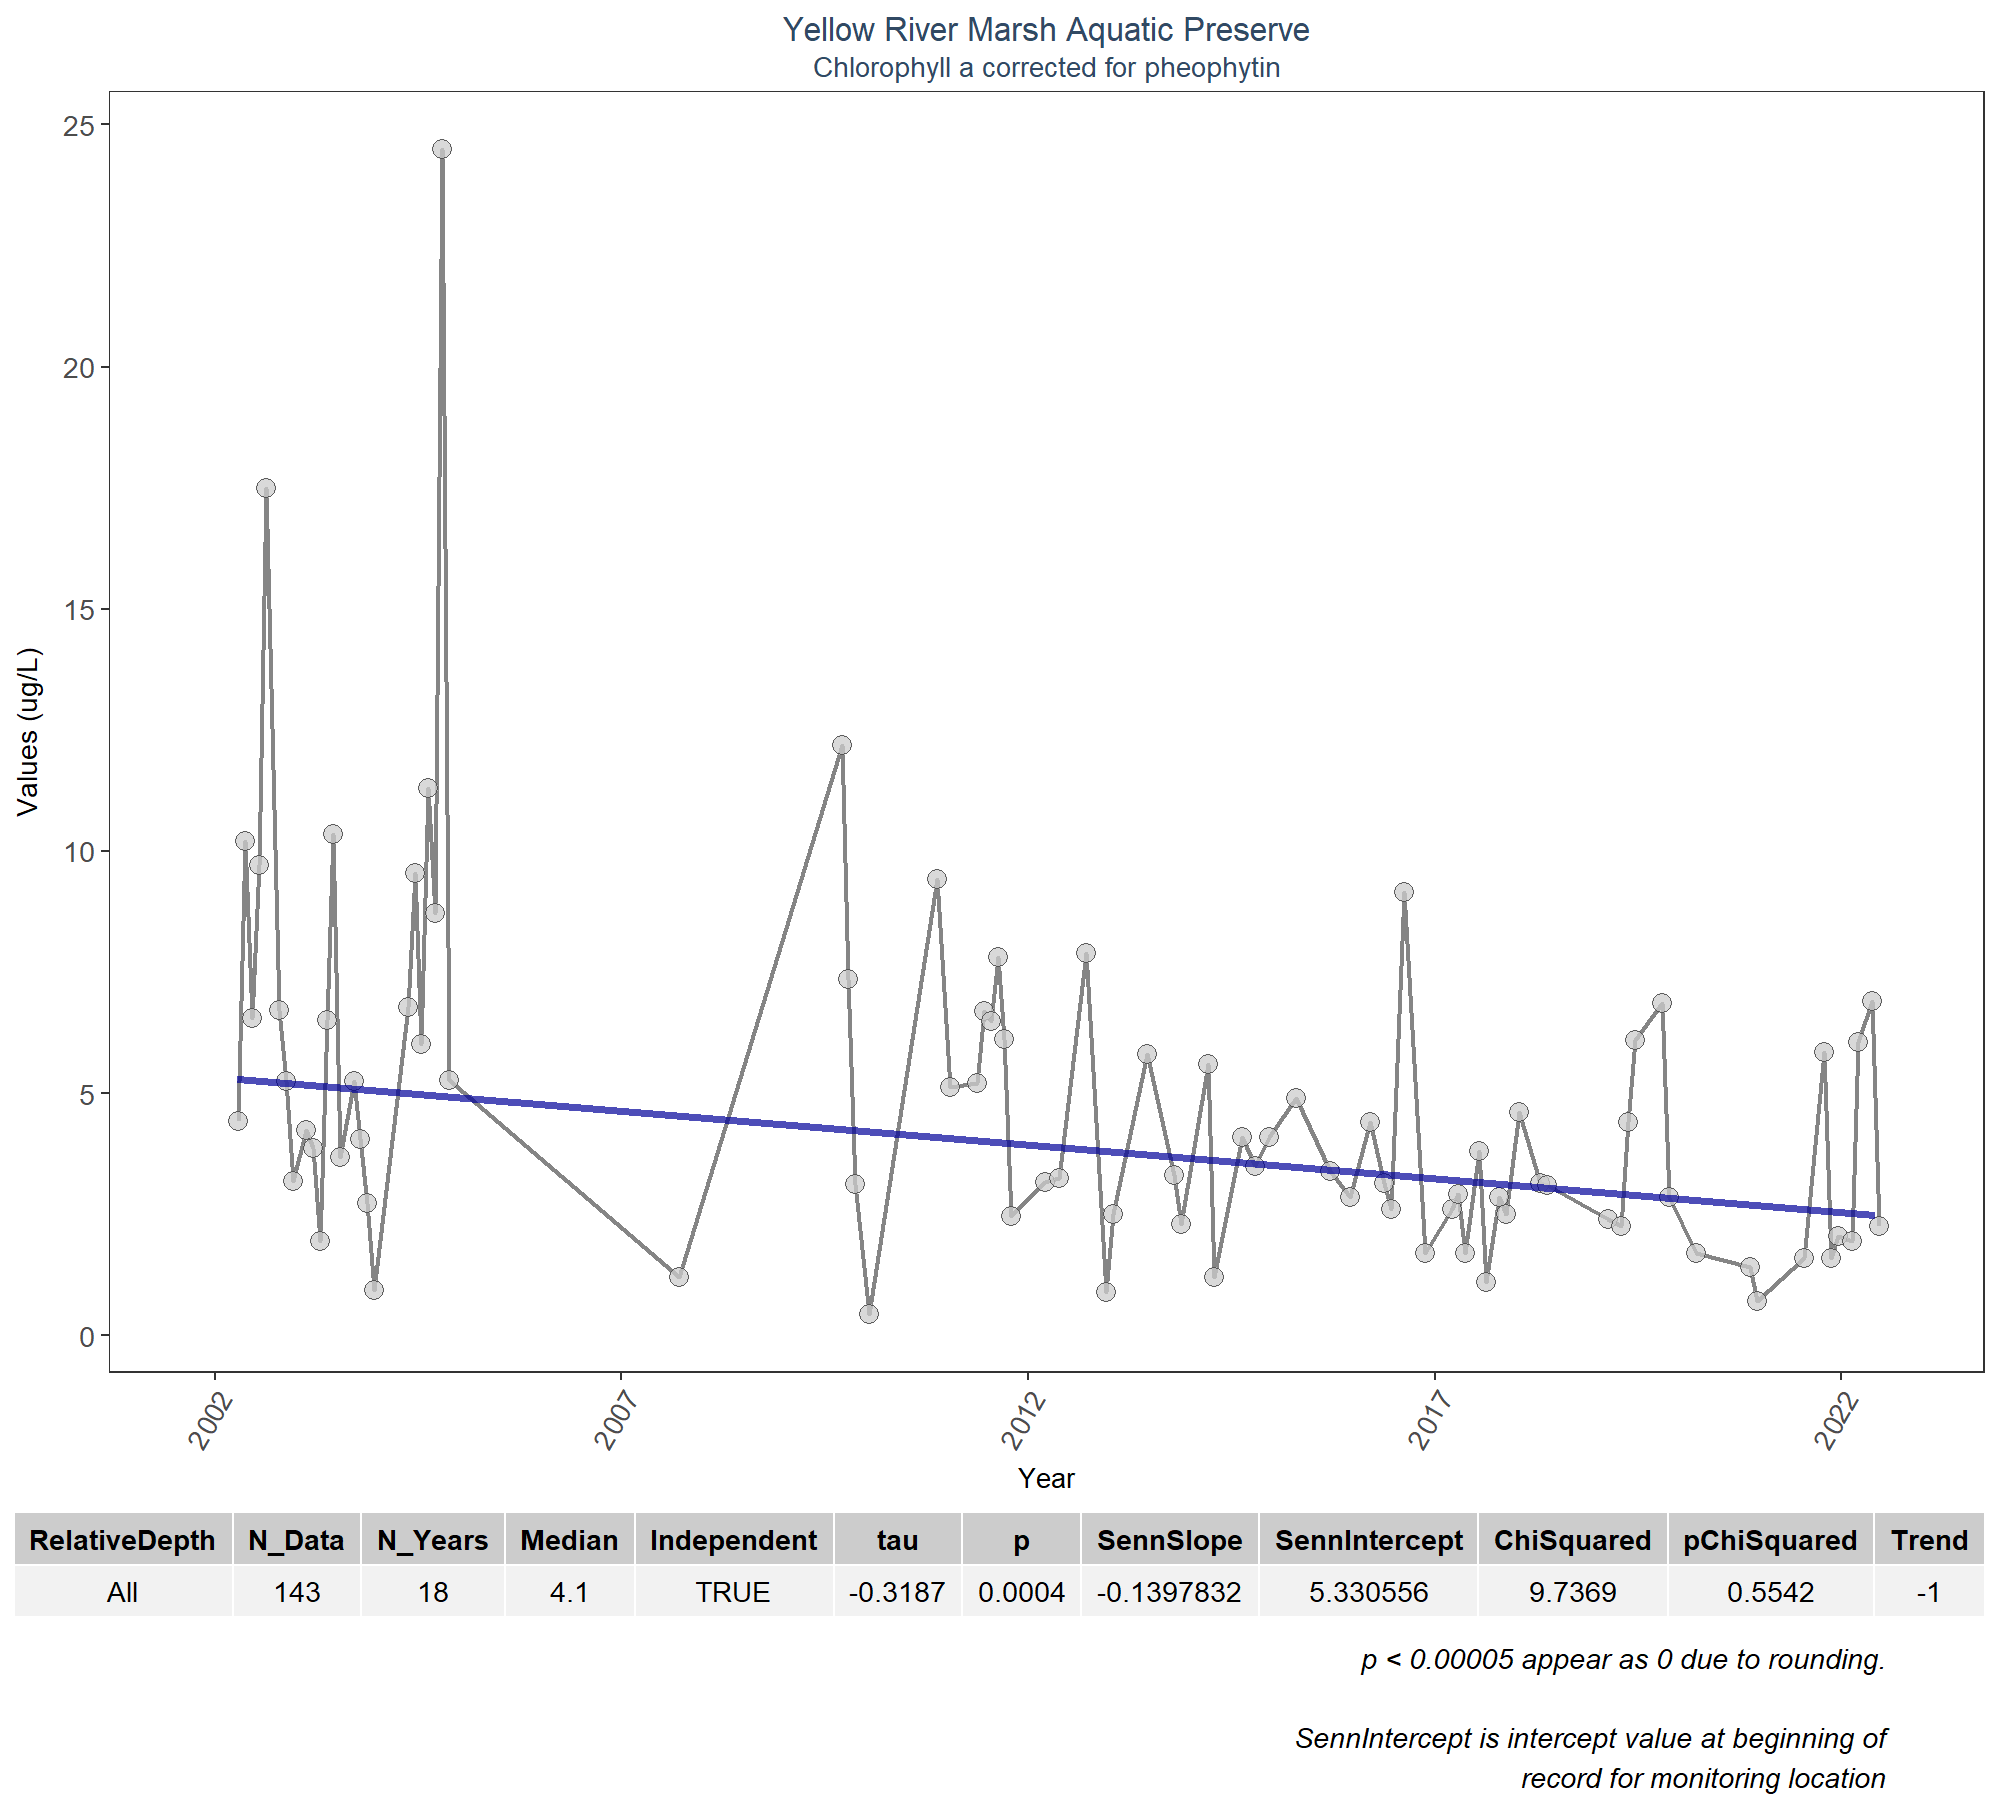 Yellow River Marsh Aquatic Preserve
Chlorophyll a corrected for pheophytin
25
20
15
10
5
0
Values (ug/L)
2002
2007
2012
2017
2022
Year
RelativeDepth N_Data N_Years Median Independent tau p SennSlope SennIntercept ChiSquared pChiSquared Trend
All 143 18 4.1 TRUE -0.3187 0.0004 -0.1397832 5.330556 9.7369 0.5542 -1
p < 0.00005 appear as 0 due to rounding.
SennIntercept is intercept value at beginning of
record for monitoring location